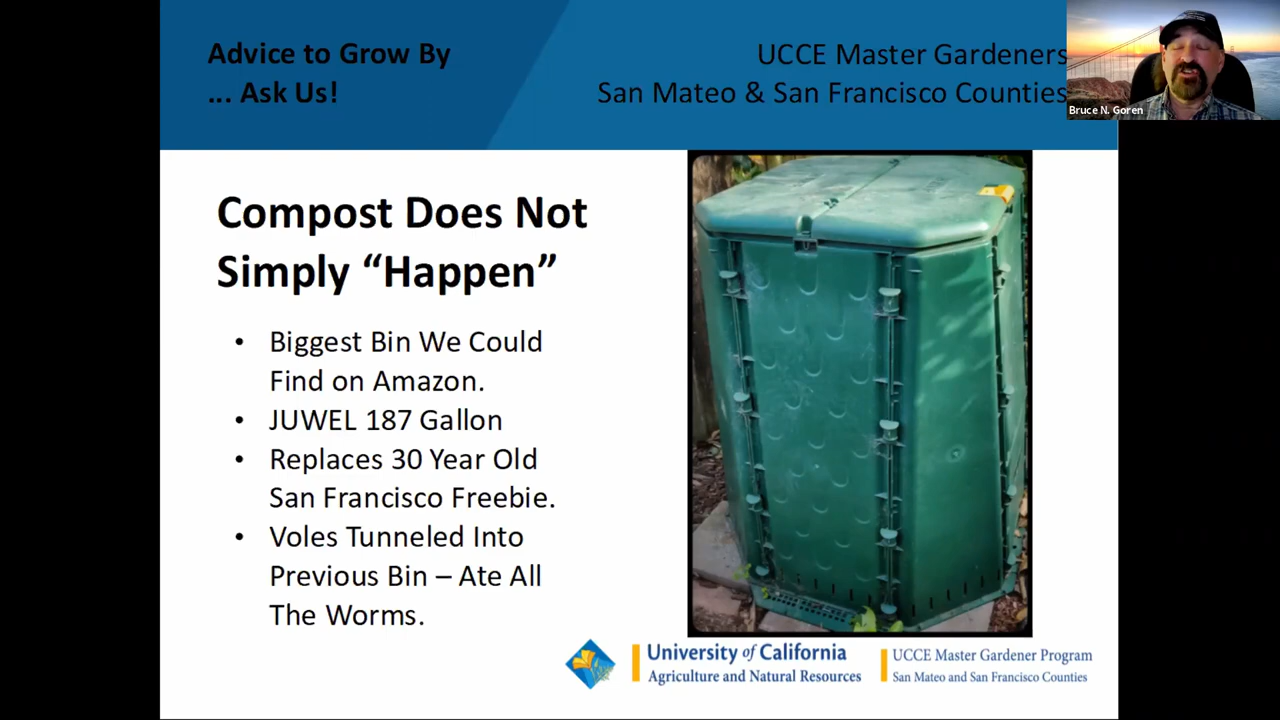 Advice to Grow By
... Ask Us!
UCCE Master Gardeners
San Mateo & San Francisco Counties
Bruce N. Goren
Compost Does Not
Simply “Happen”
• Biggest Bin We Could
Find on Amazon.
• JUWEL 187 Gallon
• Replaces 30 Year Old
San Francisco Freebie.
• Voles Tunneled Into
Previous Bin – Ate All
The Worms.
University of California
Agriculture and Natural Resources
UCCE Master Gardener Program
San Mateo and San Francisco Counties